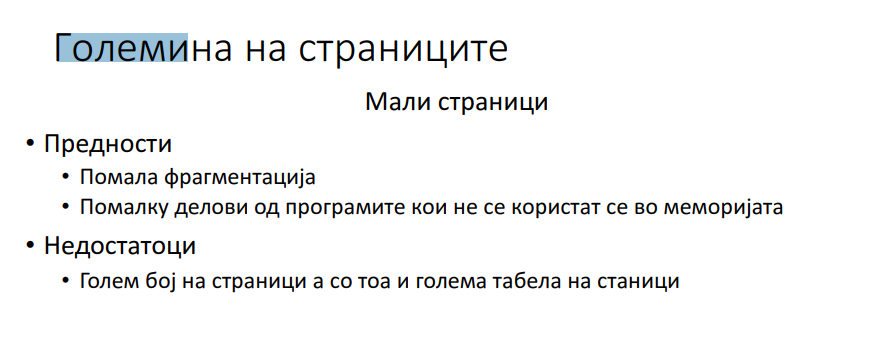 Големина на страниците
Мали страници
• Предности
• Помала фрагментација
• Помалку делови од програмите кои не се користат се во меморијата
• Недостатоци
• Голем бој на страници а со тоа и голема табела на станици